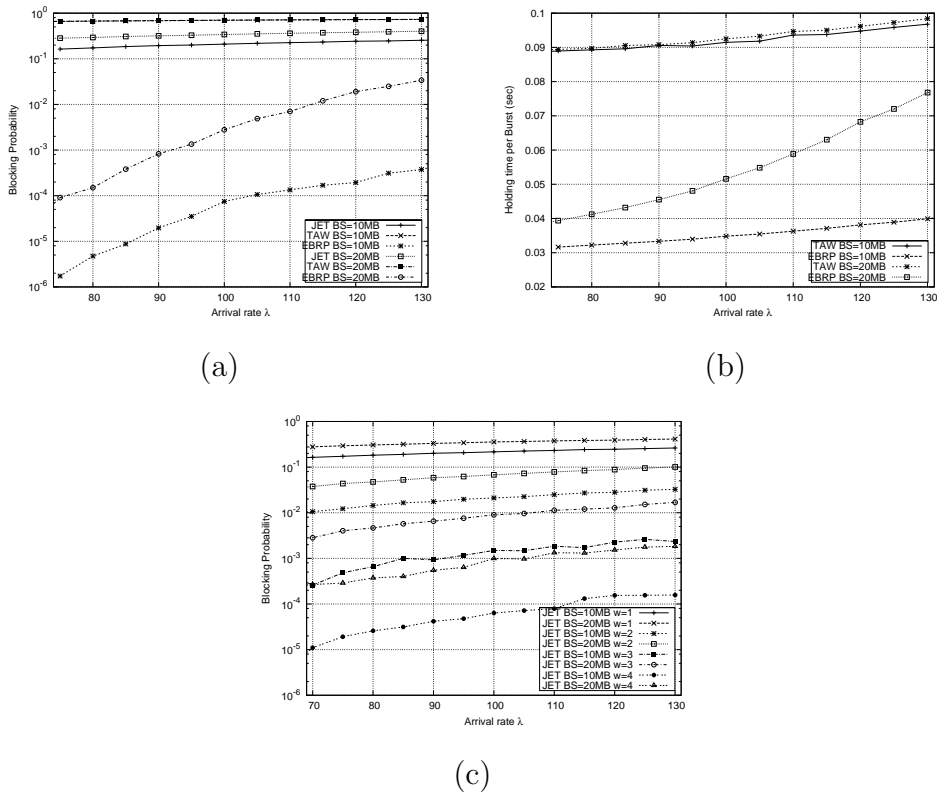 10^0
10^-1
10^-2
10^-3
10^-4
10^-5
10^-6
Blocking Probability
80 90 100 110 120 130
Arrival rate λ
JET BS=10MB
TAW BS=10MB
EBRP BS=10MB
JET BS=20MB
TAW BS=20MB
EBRP BS=20MB
(a)
0.1
0.09
0.08
0.07
0.06
0.05
0.04
0.03
0.02
Holding time per Burst (sec)
80 90 100 110 120 130
Arrival rate λ
TAW BS=10MB
EBRP BS=10MB
TAW BS=20MB
EBRP BS=20MB
(b)
10^0
10^-1
10^-2
10^-3
10^-4
10^-5
10^-6
Blocking Probability
70 80 90 100 110 120 130
Arrival rate λ
JET BS=10MB w=1
JET BS=20MB w=1
JET BS=10MB w=2
JET BS=20MB w=2
JET BS=10MB w=3
JET BS=20MB w=3
JET BS=10MB w=4
JET BS=20MB w=4
(c)